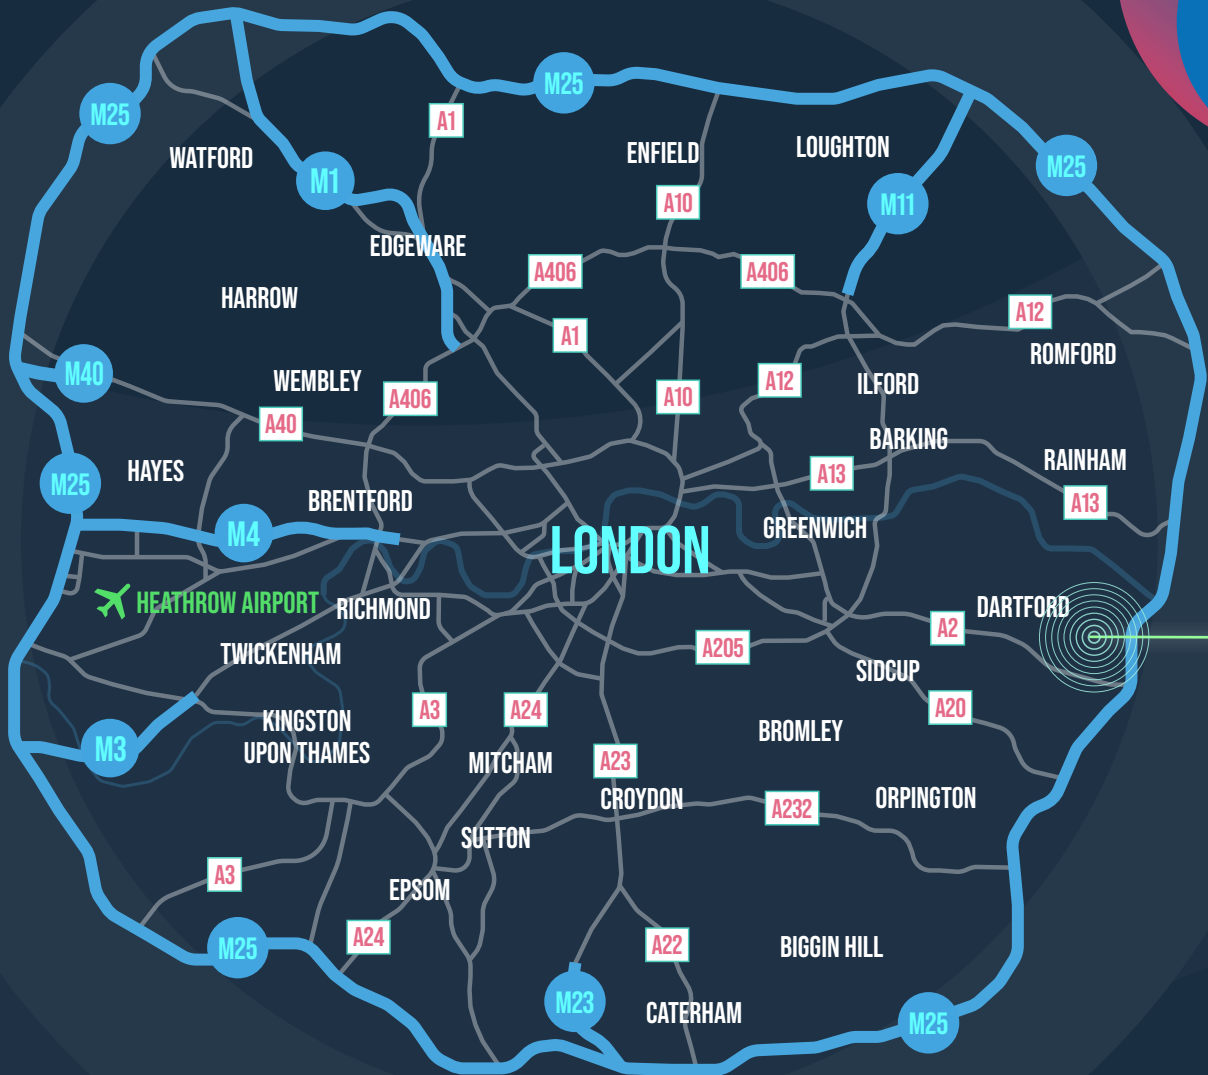 M25
M25
A1
WATFORD
ENFIELD
LOUGHTON
M25
M1
A10
M11
EDGEWARE
A406
A406
HARROW
A12
A1
ROMFORD
M40
WEMBLEY
A12
ILFORD
A406
A10
A40
BARKING
RAINHAM
HAYES
A13
M25
BRENTFORD
A13
M4
LONDON
GREENWICH
HEATHROW AIRPORT
RICHMOND
DARTFORD
A2
TWICKENHAM
A205
SIDCUP
A3
A24
A20
KINGSTON
UPON THAMES
BROMLEY
M3
MITCHAM
A23
CROYDON
ORPINGTON
A232
SUTTON
A3
EPSOM
A24
M25
A22
BIGGIN HILL
M23
CATERHAM
M25